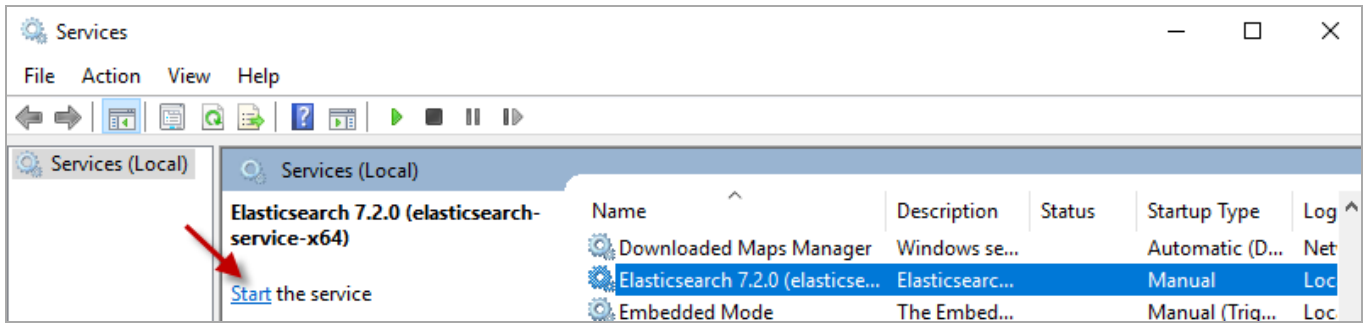 Services
File Action View Help
Services (Local)
Services (Local)
Elasticsearch 7.2.0 (elasticsearch-
service-x64)
Start the service
Name Description Status Startup Type Log
Downloaded Maps Manager Windows se... Automatic (D... Net
Elasticsearch 7.2.0 (elasticse... Elasticsearc... Manual Loc
Embedded Mode The Embed... Manual (Trig... Loc